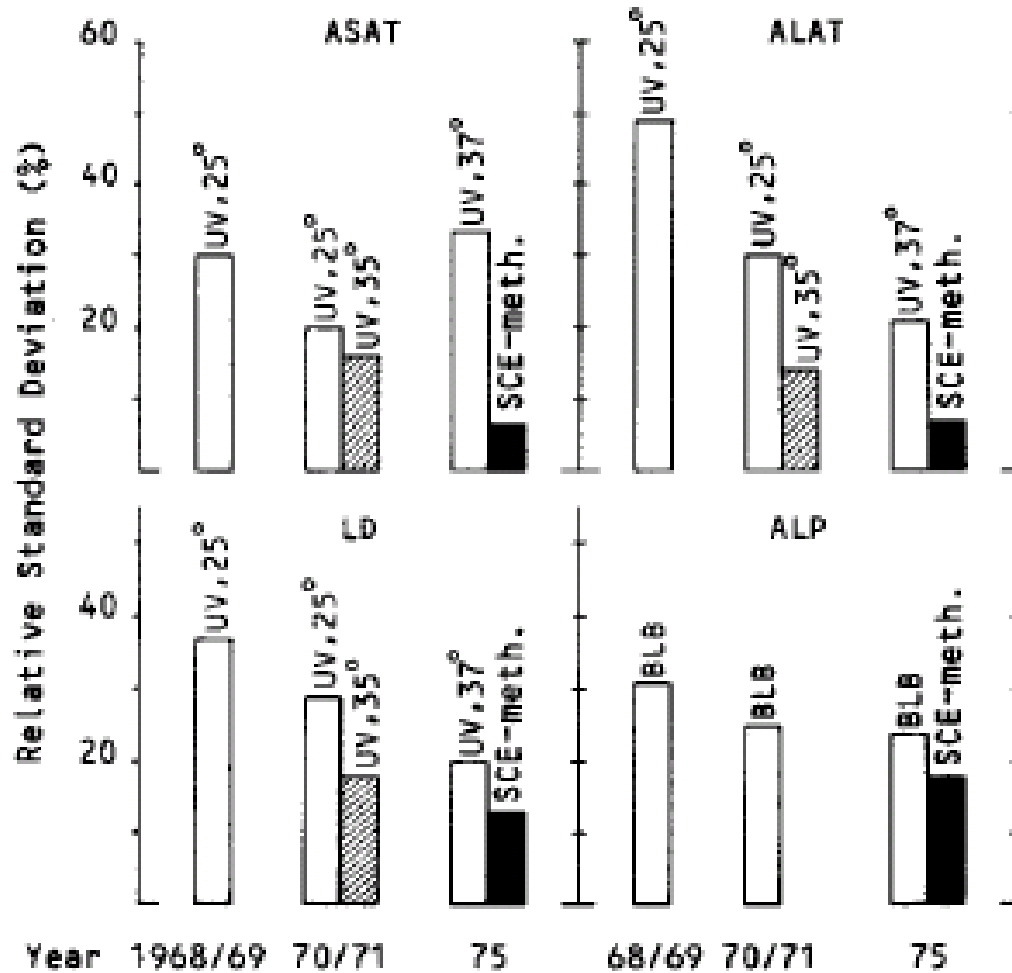 Relative Standard Deviation (%)
ASAT
60
40
20
UV,25°
UV,25°
UV,35°
UV,37°
SCE-meth.
ALAT
UV,25°
UV,25°
UV,35°
UV,37°
SCE-meth.
LD
40
20
UV,25°
UV,25°
UV,35°
UV,37°
SCE-meth.
ALP
BLB
BLB
BLB
SCE-meth.
Year 1968/69 70/71 75 68/69 70/71 75